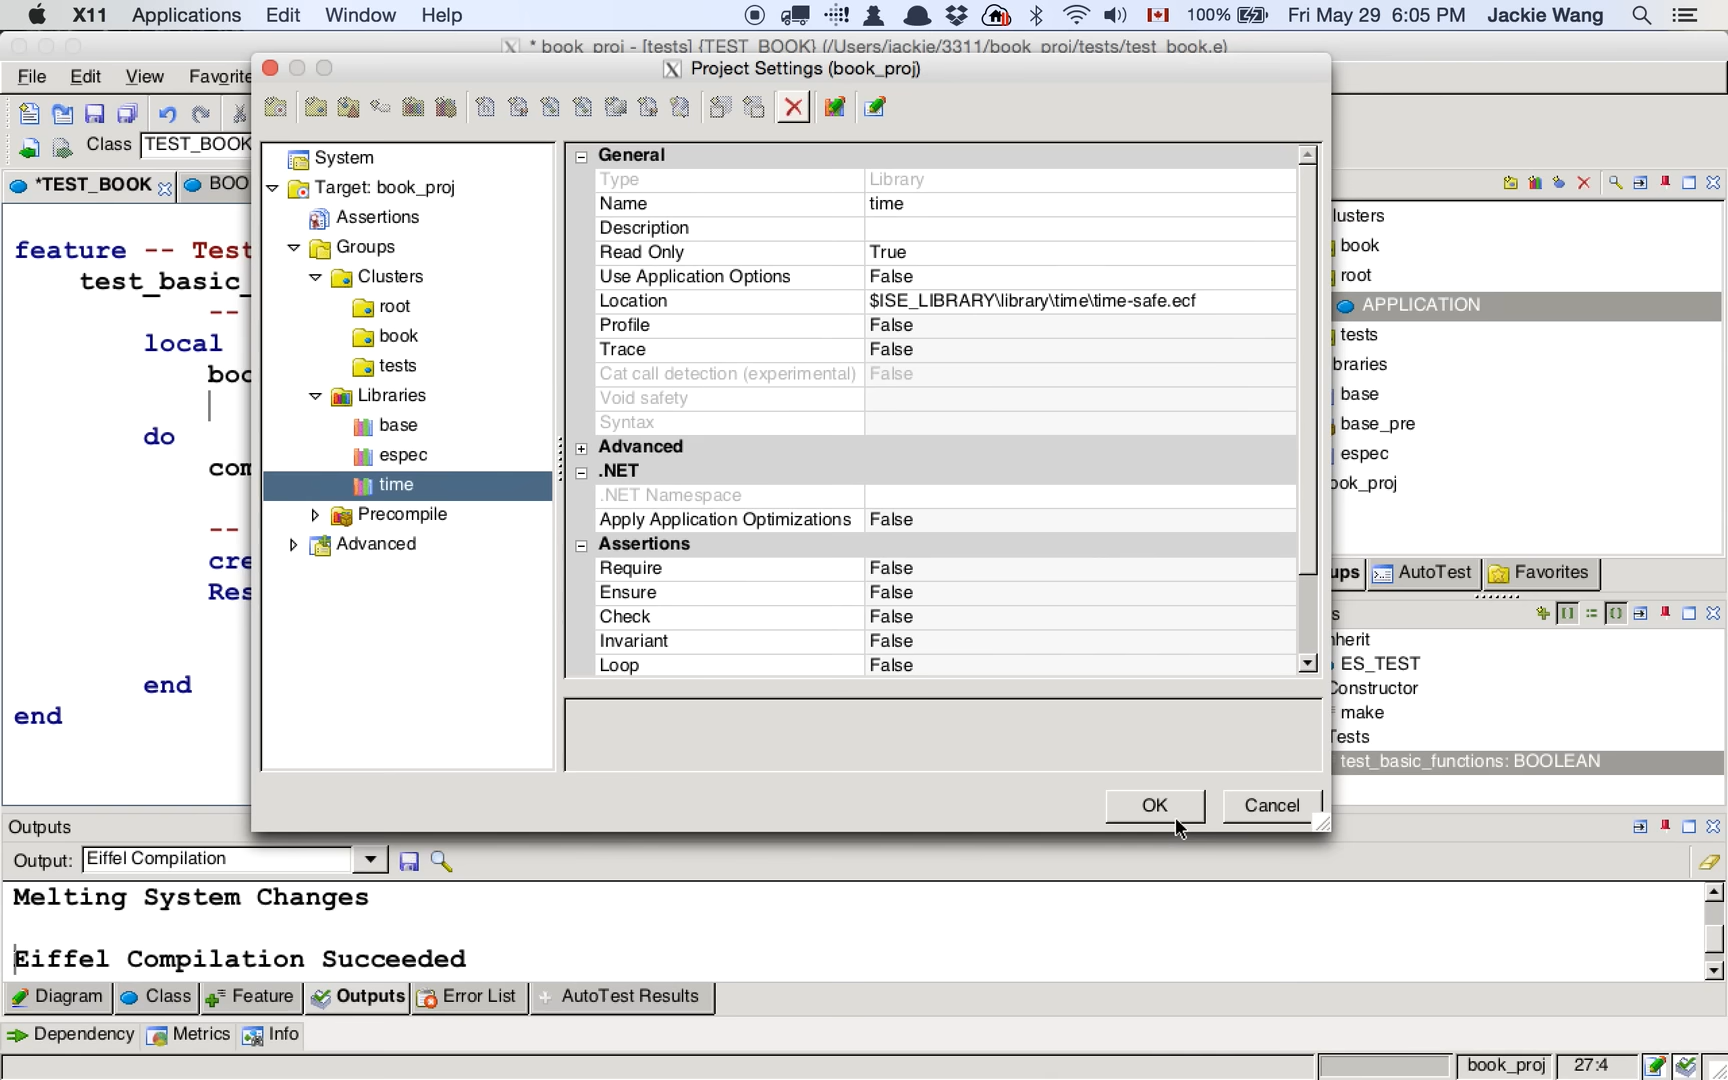 X11 Applications Edit Window Help 100% Fri May 29 6:05 PM Jackie Wang
* book_proj - [tests] {TEST_BOOK} (/Users/jackie/3311/book_proj/tests/test_book.e)
Project Settings (book_proj)
File Edit View Favorite
Class TEST_BOOK
*TEST_BOOK BOO
feature -- Test
test_basic_
--
local
boo
do
com
--
cre
Res
end
end
System
Target: book_proj
Assertions
Groups
Clusters
root
book
tests
Libraries
base
espec
time
Precompile
Advanced
General
Type Library
Name time
Description
Read Only True
Use Application Options False
Location $ISE_LIBRARY\library\time\time-safe.ecf
Profile False
Trace False
Cat call detection (experimental) False
Void safety
Syntax
Advanced
.NET
.NET Namespace
Apply Application Optimizations False
Assertions
Require False
Ensure False
Check False
Invariant False
Loop False
OK Cancel
lusters
book
root
APPLICATION
tests
braries
base
base_pre
espec
ook_proj
ups AutoTest Favorites
s
nherit
ES_TEST
Constructor
make
Tests
test_basic_functions: BOOLEAN
Outputs
Output: Eiffel Compilation
Melting System Changes
Eiffel Compilation Succeeded
Diagram Class Feature Outputs Error List AutoTest Results
Dependency Metrics Info
book_proj 27:4